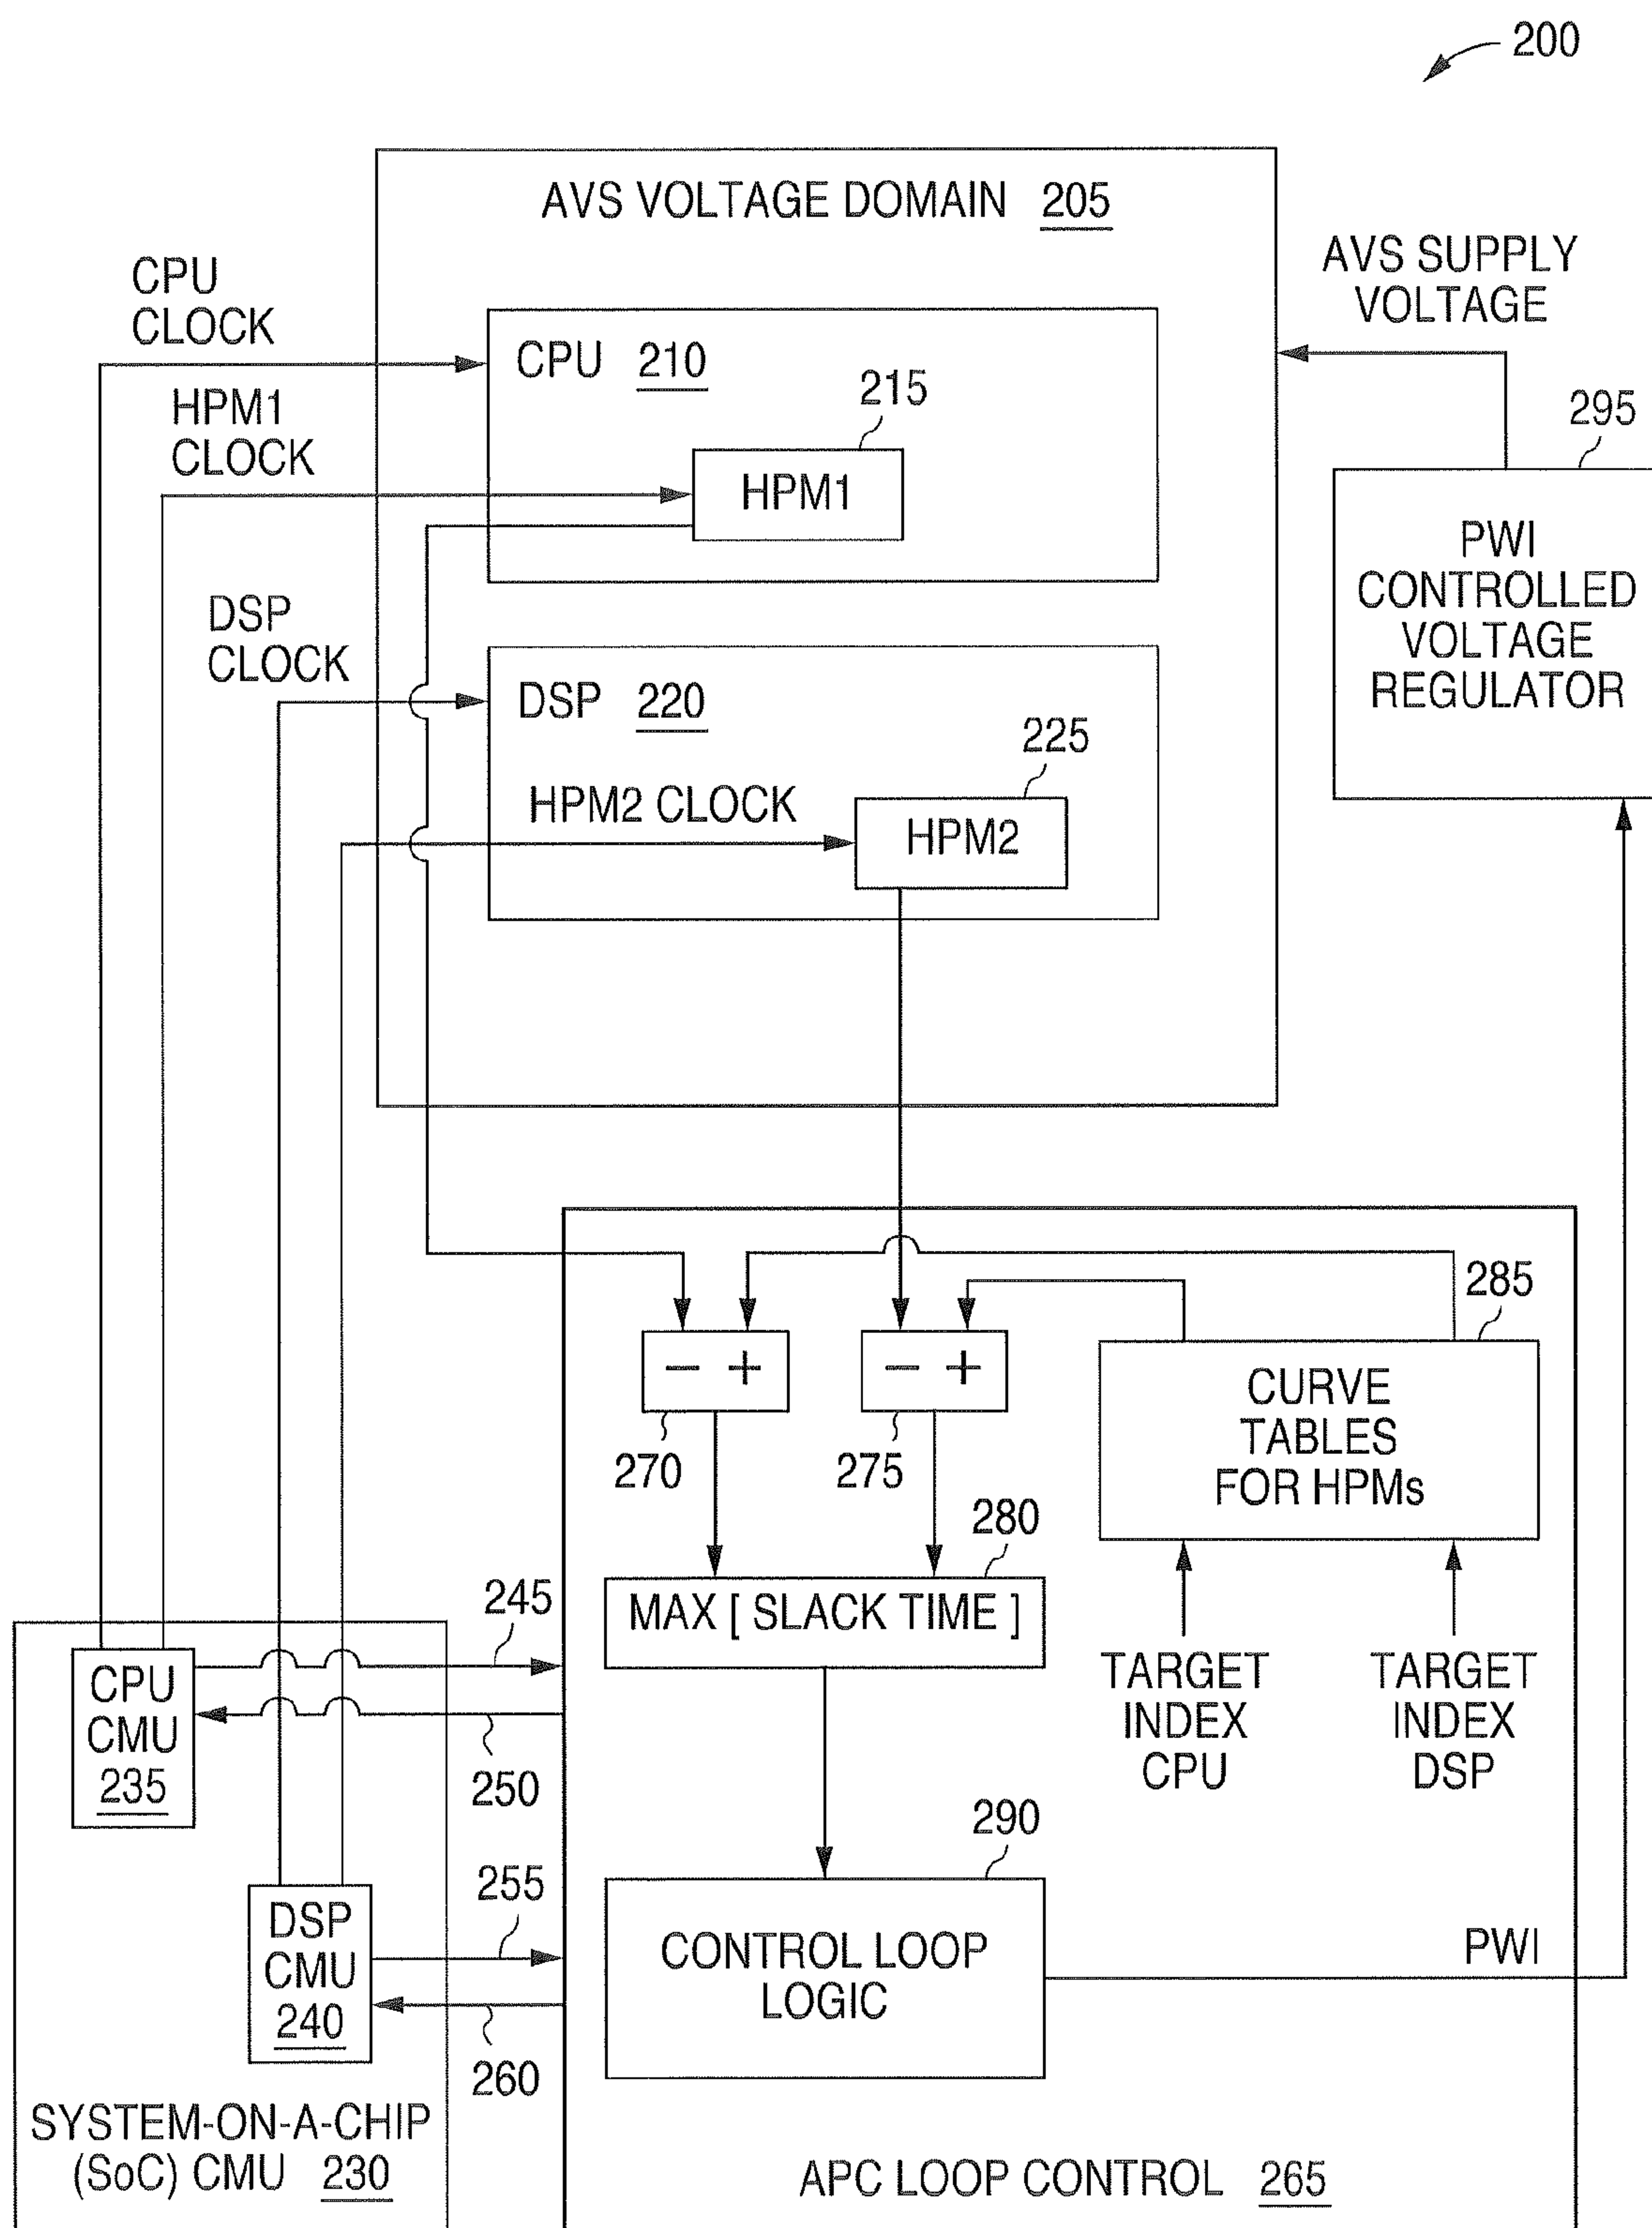 200
AVS VOLTAGE DOMAIN 205
AVS SUPPLY
VOLTAGE
CPU
CLOCK
CPU 210
215
HPM1
CLOCK
HPM1
295
PWI
CONTROLLED
VOLTAGE
REGULATOR
DSP
CLOCK
DSP 220
225
HPM2 CLOCK
HPM2
285
− +
− +
CURVE
TABLES
FOR HPMs
270
275
280
MAX [ SLACK TIME ]
245
TARGET
INDEX
CPU
TARGET
INDEX
DSP
CPU
CMU
235
250
290
255
DSP
CMU
240
CONTROL LOOP
LOGIC
PWI
260
SYSTEM-ON-A-CHIP
(SoC) CMU 230
APC LOOP CONTROL 265